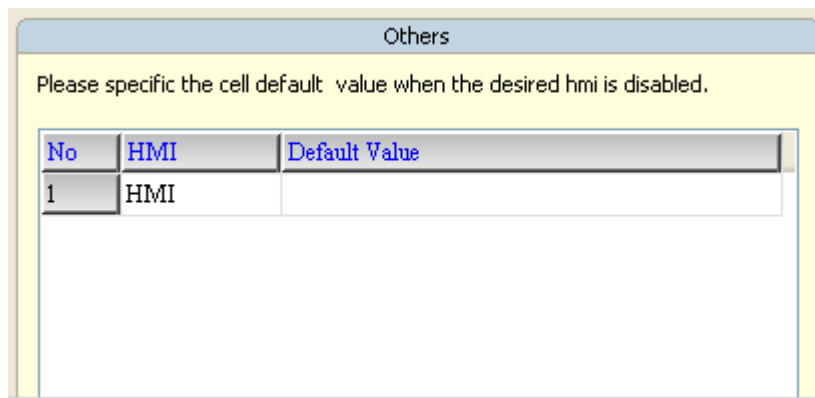 Others
Please specific the cell default value when the desired hmi is disabled.
No HMI Default Value
1 HMI